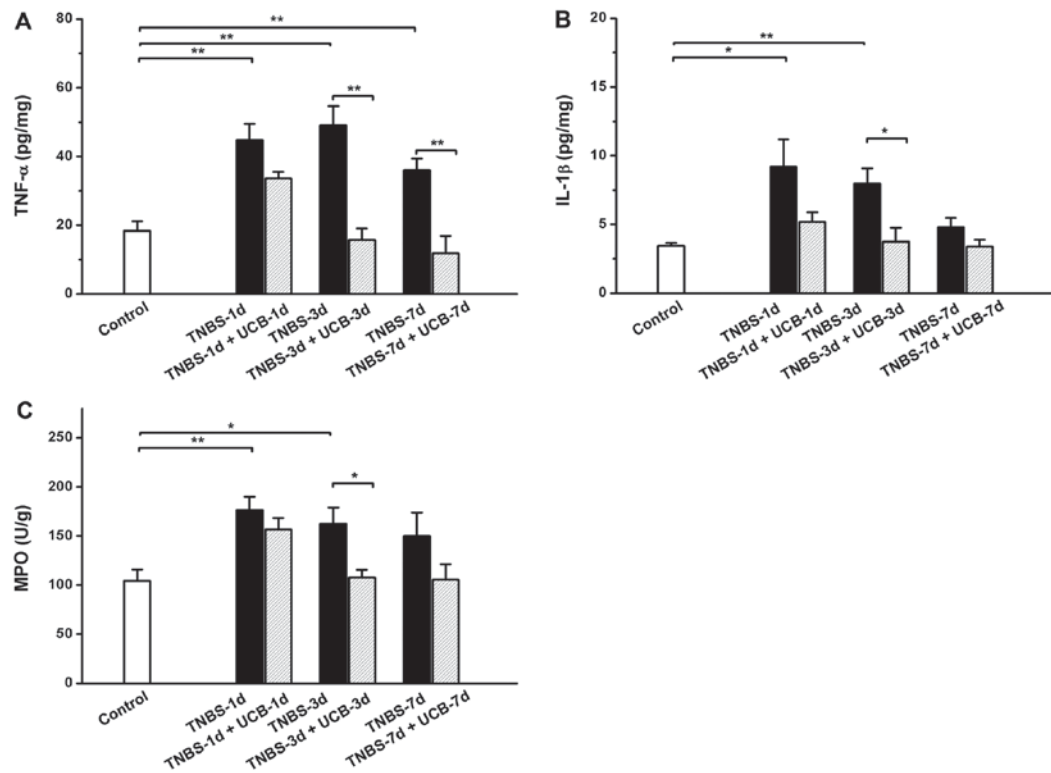 A
80
60
40
20
0
TNF-α (pg/mg)
**
**
**
**
**
Control
TNBS-1d
TNBS-1d + UCB-1d
TNBS-3d
TNBS-3d + UCB-3d
TNBS-7d
TNBS-7d + UCB-7d
B
20
15
10
5
0
IL-1β (pg/mg)
**
*
*
Control
TNBS-1d
TNBS-1d + UCB-1d
TNBS-3d
TNBS-3d + UCB-3d
TNBS-7d
TNBS-7d + UCB-7d
C
250
200
150
100
50
0
MPO (U/g)
*
**
*
Control
TNBS-1d
TNBS-1d + UCB-1d
TNBS-3d
TNBS-3d + UCB-3d
TNBS-7d
TNBS-7d + UCB-7d